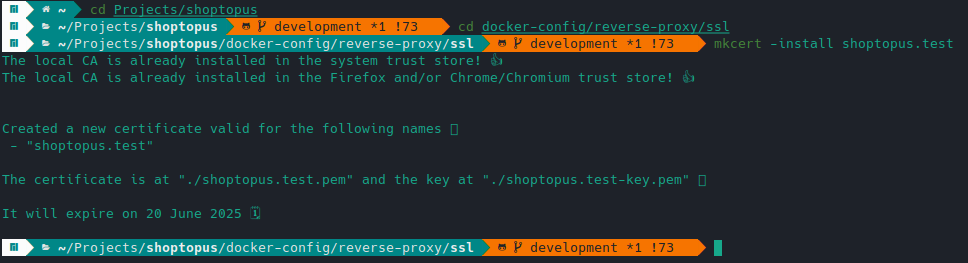 ~ cd Projects/shoptopus
~/Projects/shoptopus development *1 !73 cd docker-config/reverse-proxy/ssl
~/Projects/shoptopus/docker-config/reverse-proxy/ssl development *1 !73 mkcert -install shoptopus.test
The local CA is already installed in the system trust store! 👍
The local CA is already installed in the Firefox and/or Chrome/Chromium trust store! 👍
Created a new certificate valid for the following names
- "shoptopus.test"
The certificate is at "./shoptopus.test.pem" and the key at "./shoptopus.test-key.pem"
It will expire on 20 June 2025 🗓
~/Projects/shoptopus/docker-config/reverse-proxy/ssl development *1 !73